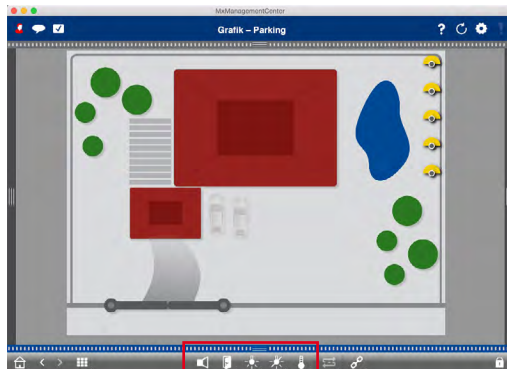 MxManagementCenter
Grafik – Parking
?